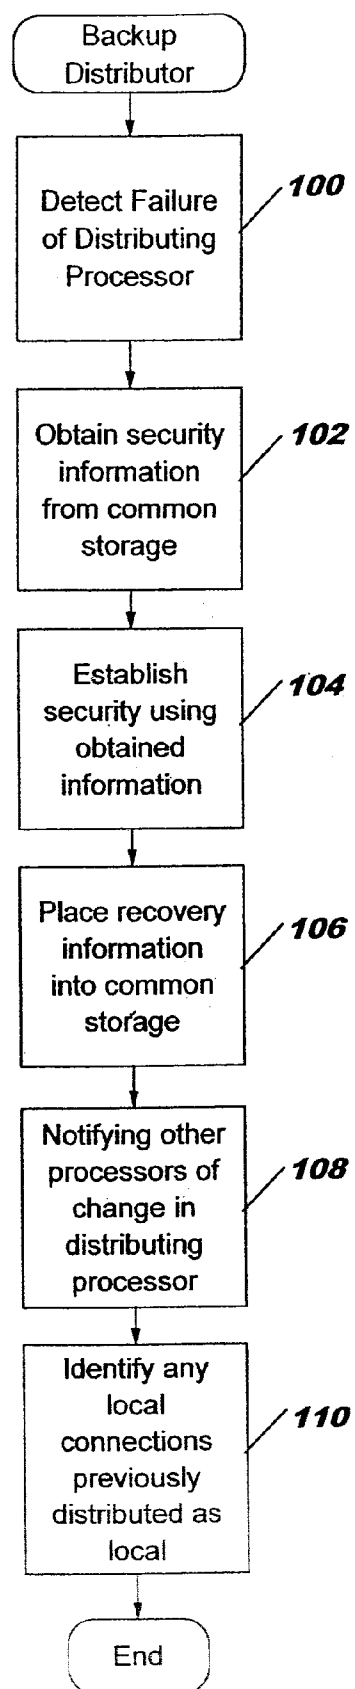 Backup
Distributor
100
Detect Failure
of Distributing
Processor
102
Obtain security
information
from common
storage
104
Establish
security using
obtained
information
106
Place recovery
information
into common
storage
108
Notifying other
processors of
change in
distributing
processor
110
Identify any
local
connections
previously
distributed as
local
End